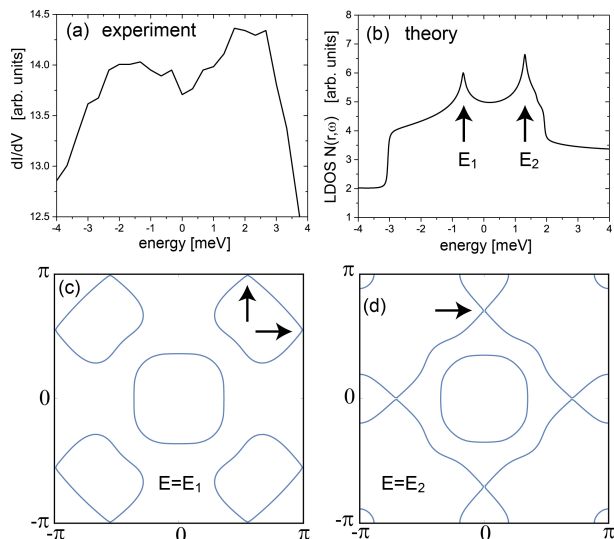 (a) experiment
dI/dV [arb. units]
14.5
14.0
13.5
13.0
12.5
-4 -3 -2 -1 0 1 2 3 4
energy [meV]
(b) theory
LDOS N(r,ω) [arb. units]
8
7
6
5
4
3
2
1
E₁
E₂
-4 -3 -2 -1 0 1 2 3 4
energy [meV]
(c)
π
0
-π
E=E₁
-π 0 π
(d)
π
0
-π
E=E₂
-π 0 π